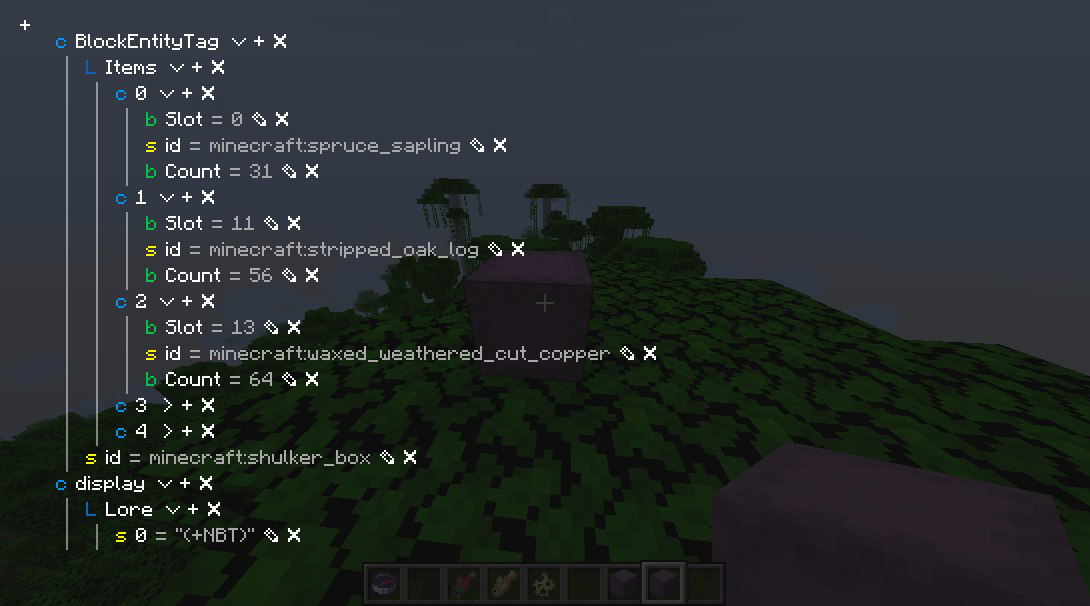 +
c BlockEntityTag + X
L Items + X
c 0 + X
b Slot = 0 X
s id = minecraft:spruce_sapling X
b Count = 31 X
c 1 + X
b Slot = 11 X
s id = minecraft:stripped_oak_log X
b Count = 56 X
c 2 + X
b Slot = 13 X
s id = minecraft:waxed_weathered_cut_copper X
b Count = 64 X
c 3 > + X
c 4 > + X
s id = minecraft:shulker_box X
c display + X
L Lore + X
s 0 = "(+NBT)" X